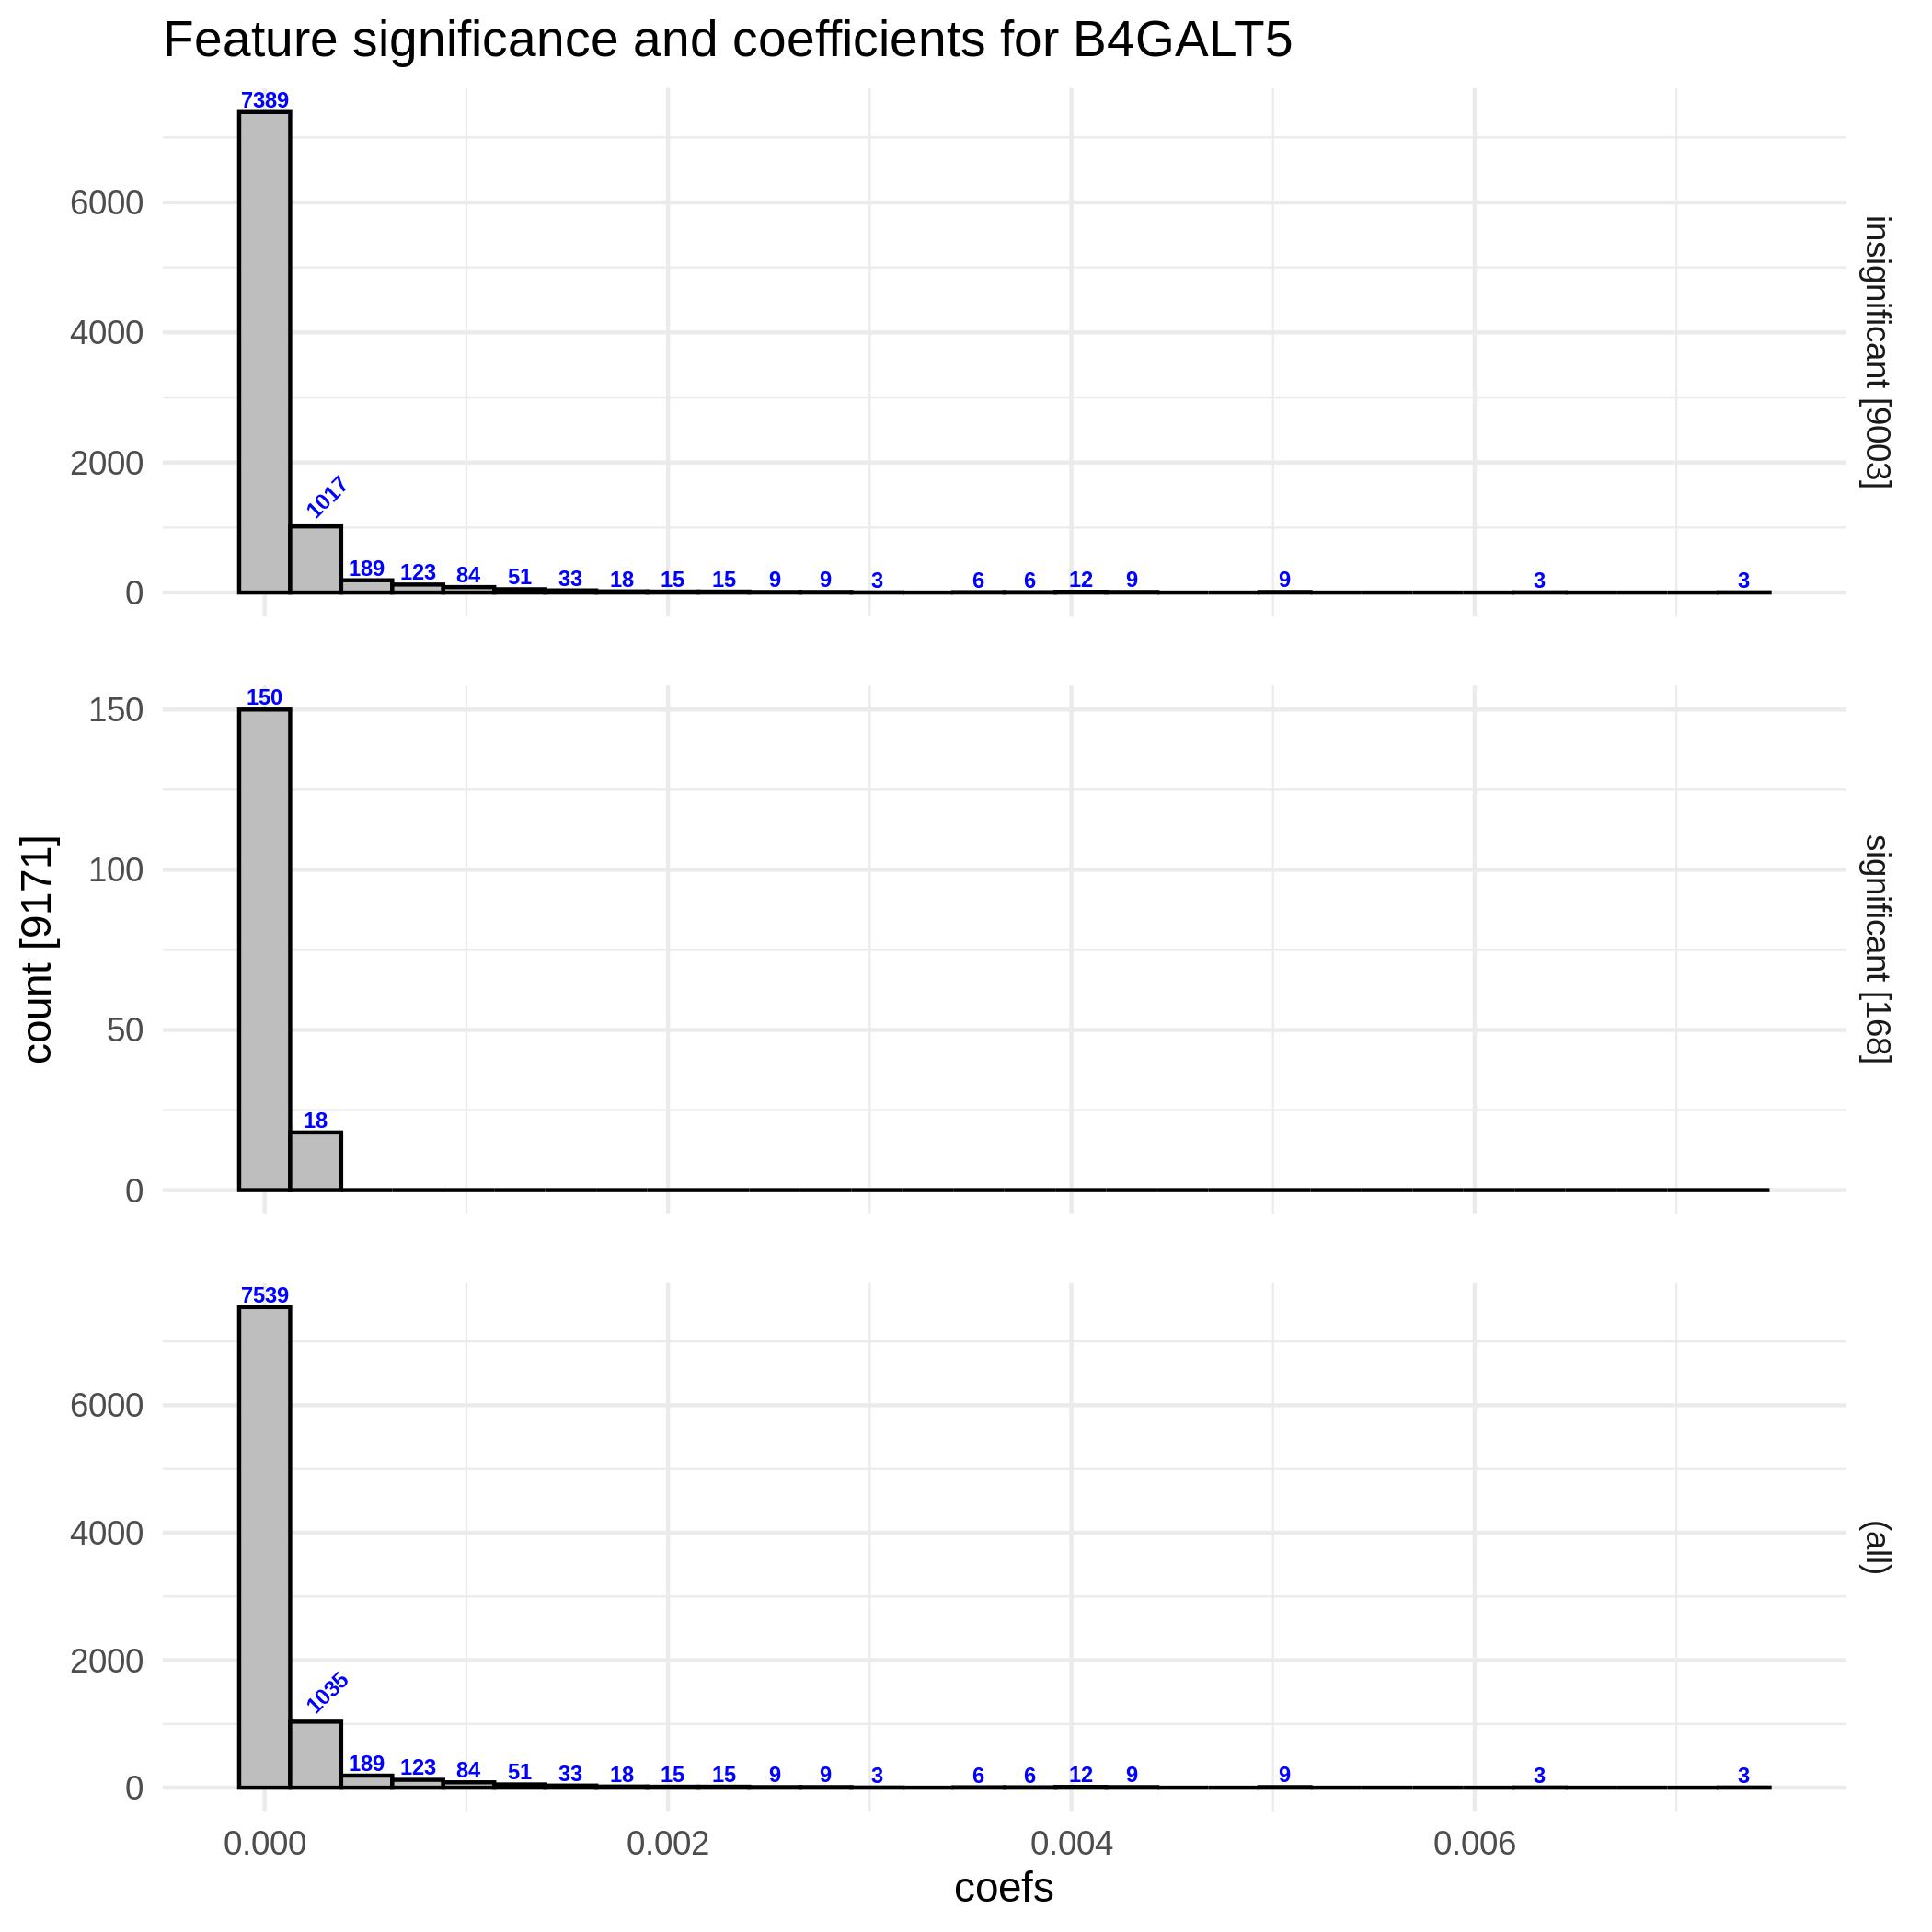 Feature significance and coefficients for B4GALT5
7389
6000
4000
2000
0
1017
189 123 84 51 33 18 15 15 9 9 3 6 6 12 9 9 3 3
insignificant [9003]
count [9171]
150
150
100
50
0
18
significant [168]
7539
6000
4000
2000
0
1035
189 123 84 51 33 18 15 15 9 9 3 6 6 12 9 9 3 3
(all)
0.000 0.002 0.004 0.006
coefs